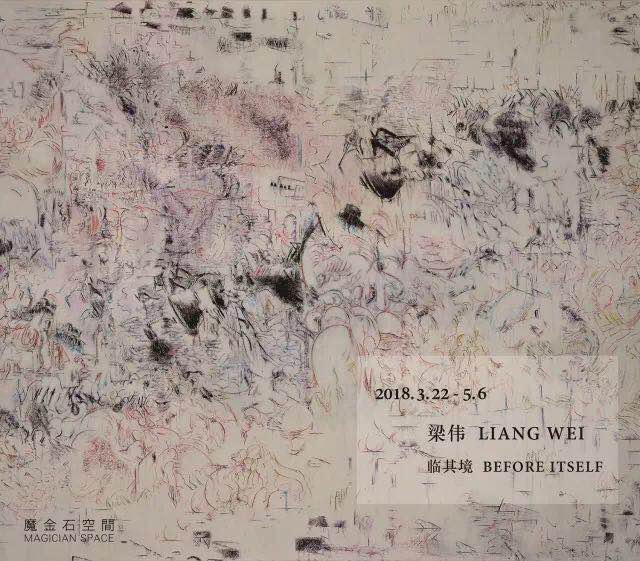 2018.3.22 - 5.6
梁伟 LIANG WEI
临其境 BEFORE ITSELF
魔金石空間
MAGICIAN SPACE